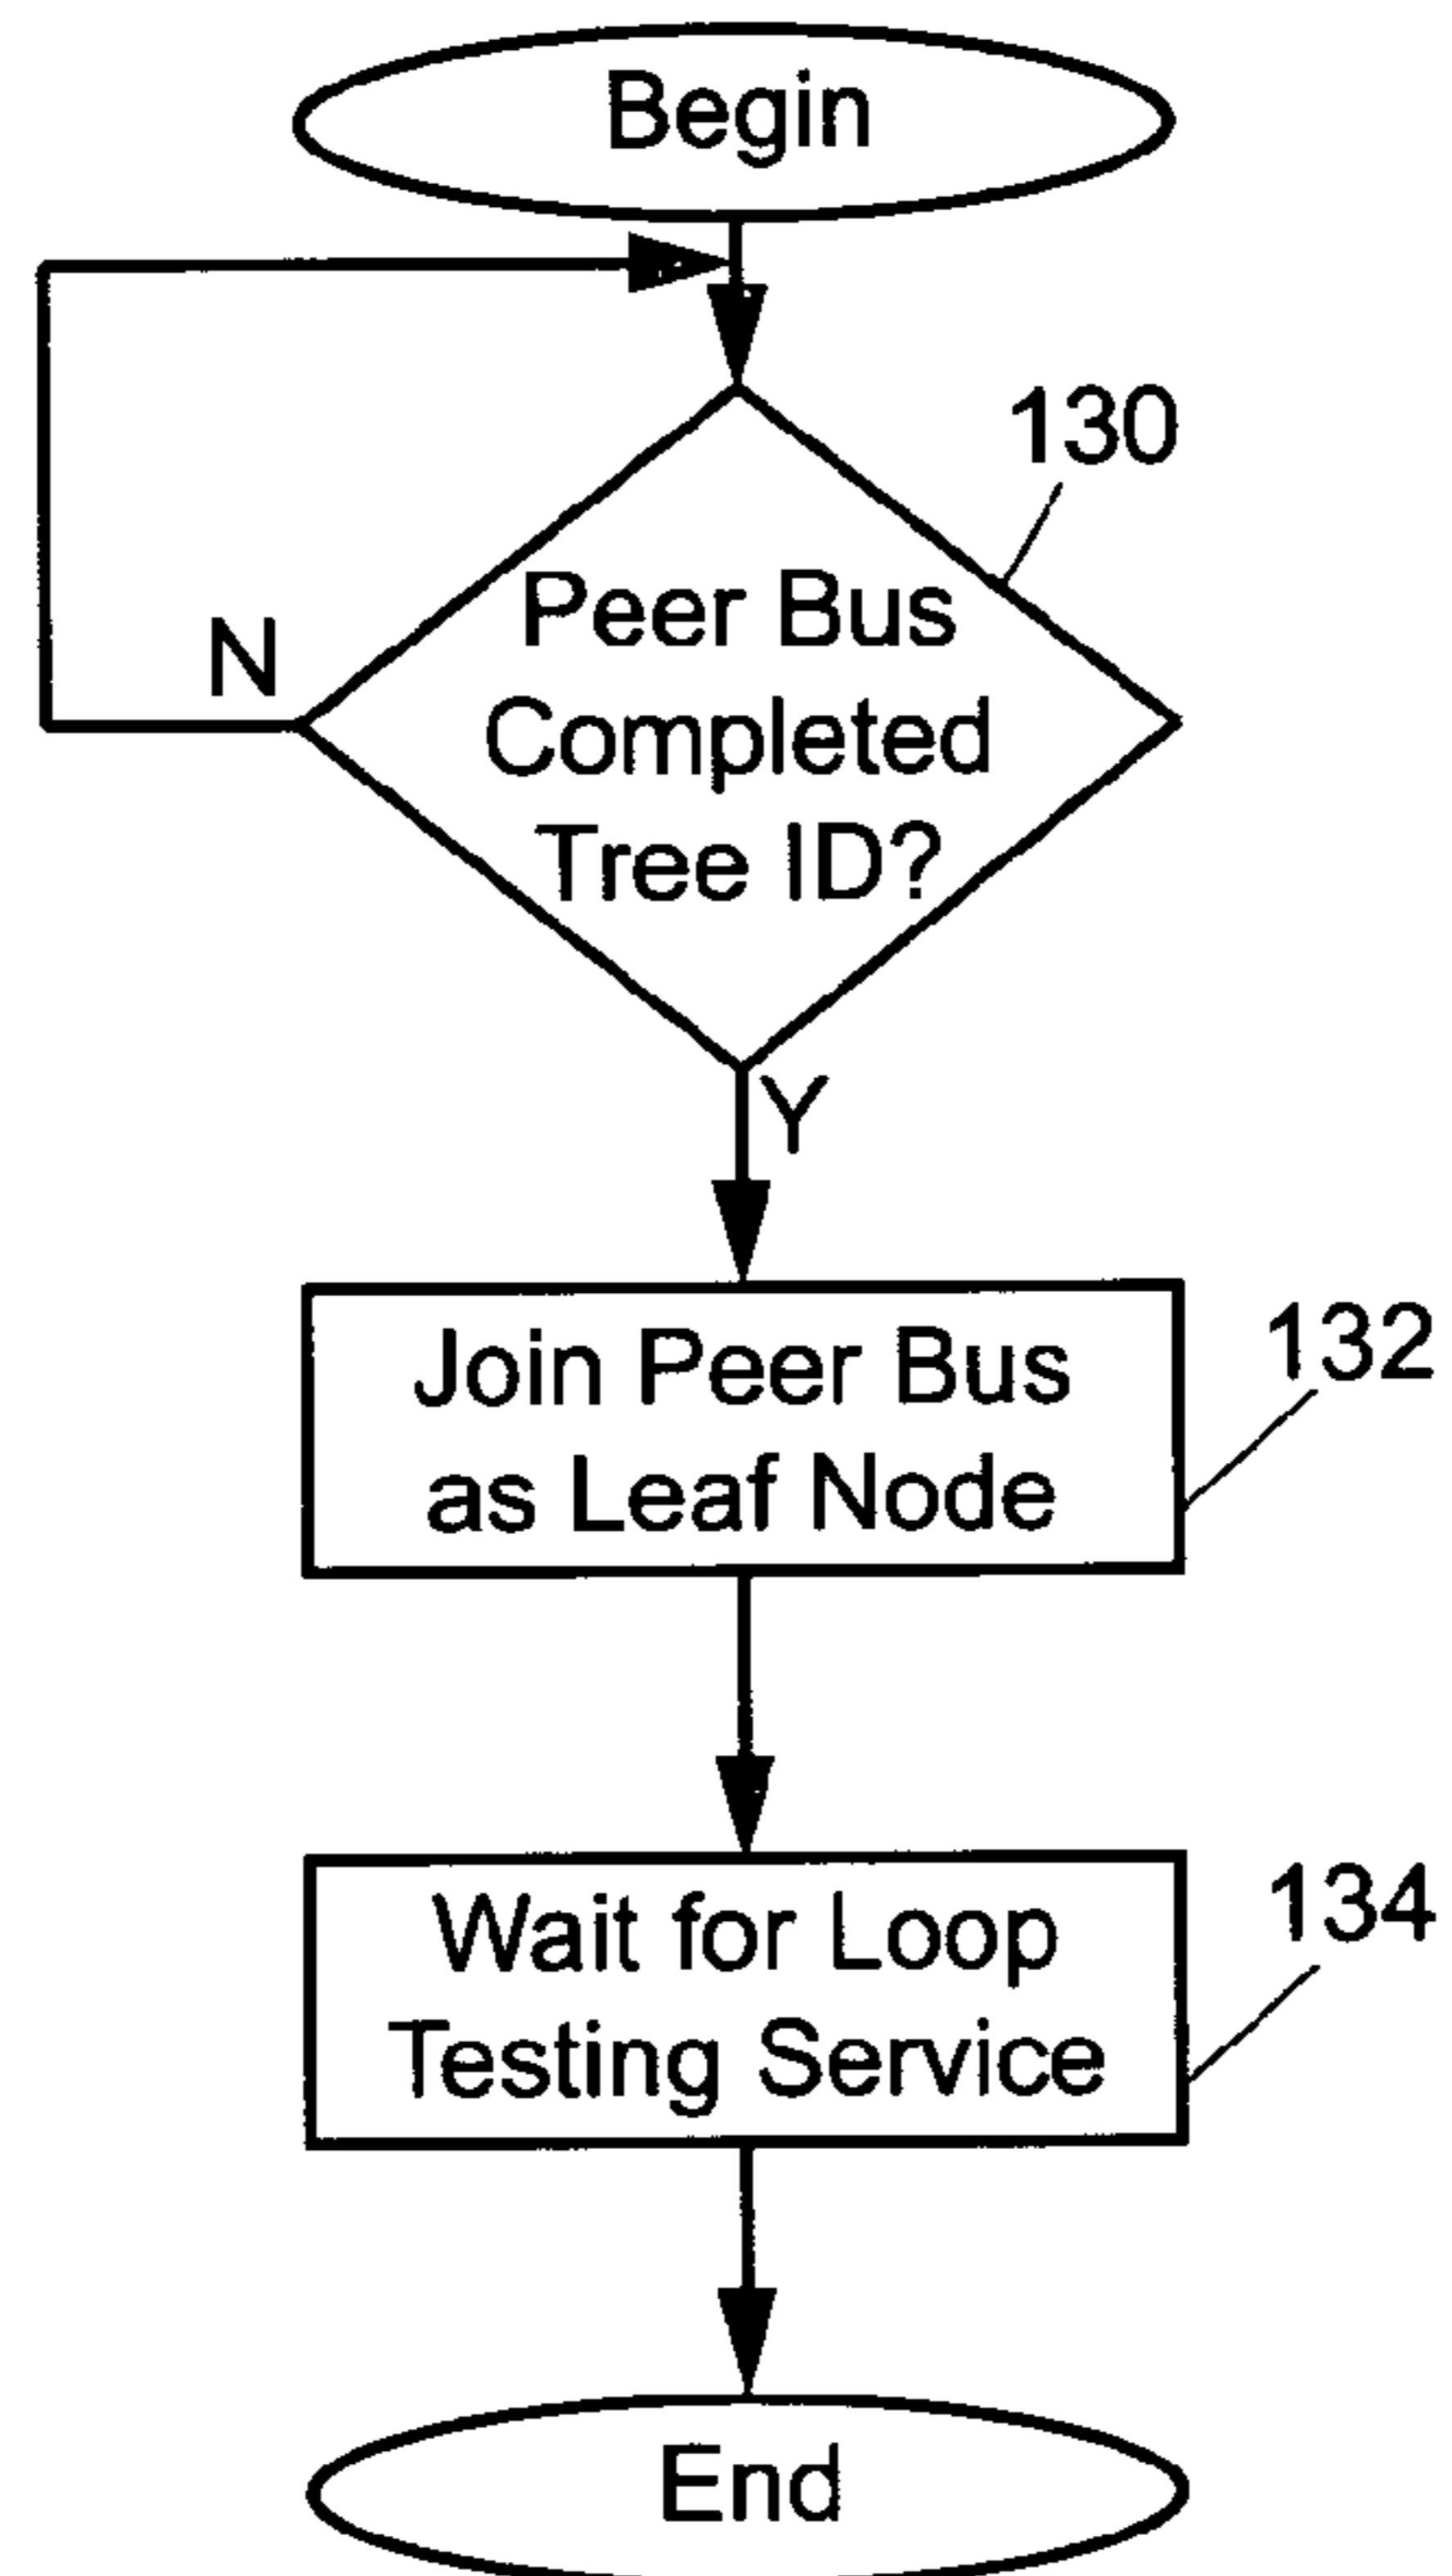 Begin
130
Peer Bus
Completed
Tree ID?
N
Y
Join Peer Bus
as Leaf Node
132
Wait for Loop
Testing Service
134
End